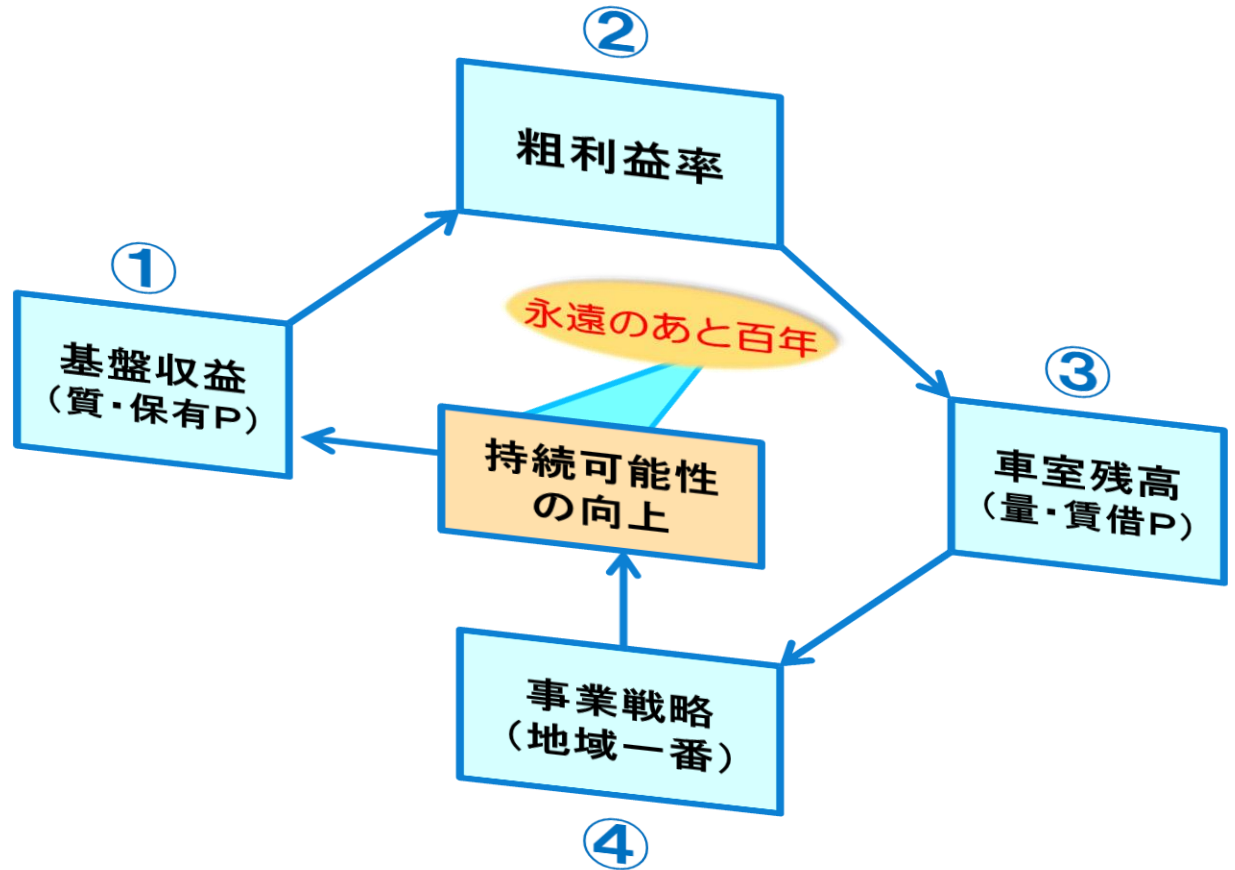 ②
粗利益率
①
基盤収益
（質・保有P）
永遠のあと百年
③
車室残高
（量・賃借P）
持続可能性
の向上
事業戦略
（地域一番）
④